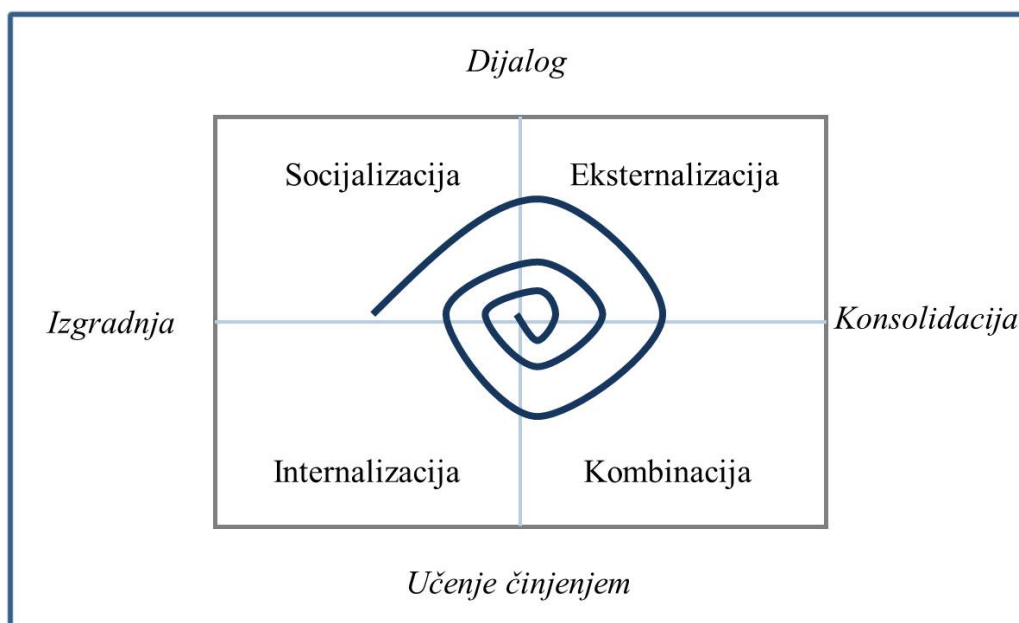 Dijalog
Socijalizacija
Eksternalizacija
Izgradnja
Konsolidacija
Internalizacija
Kombinacija
Učenje činjenjem